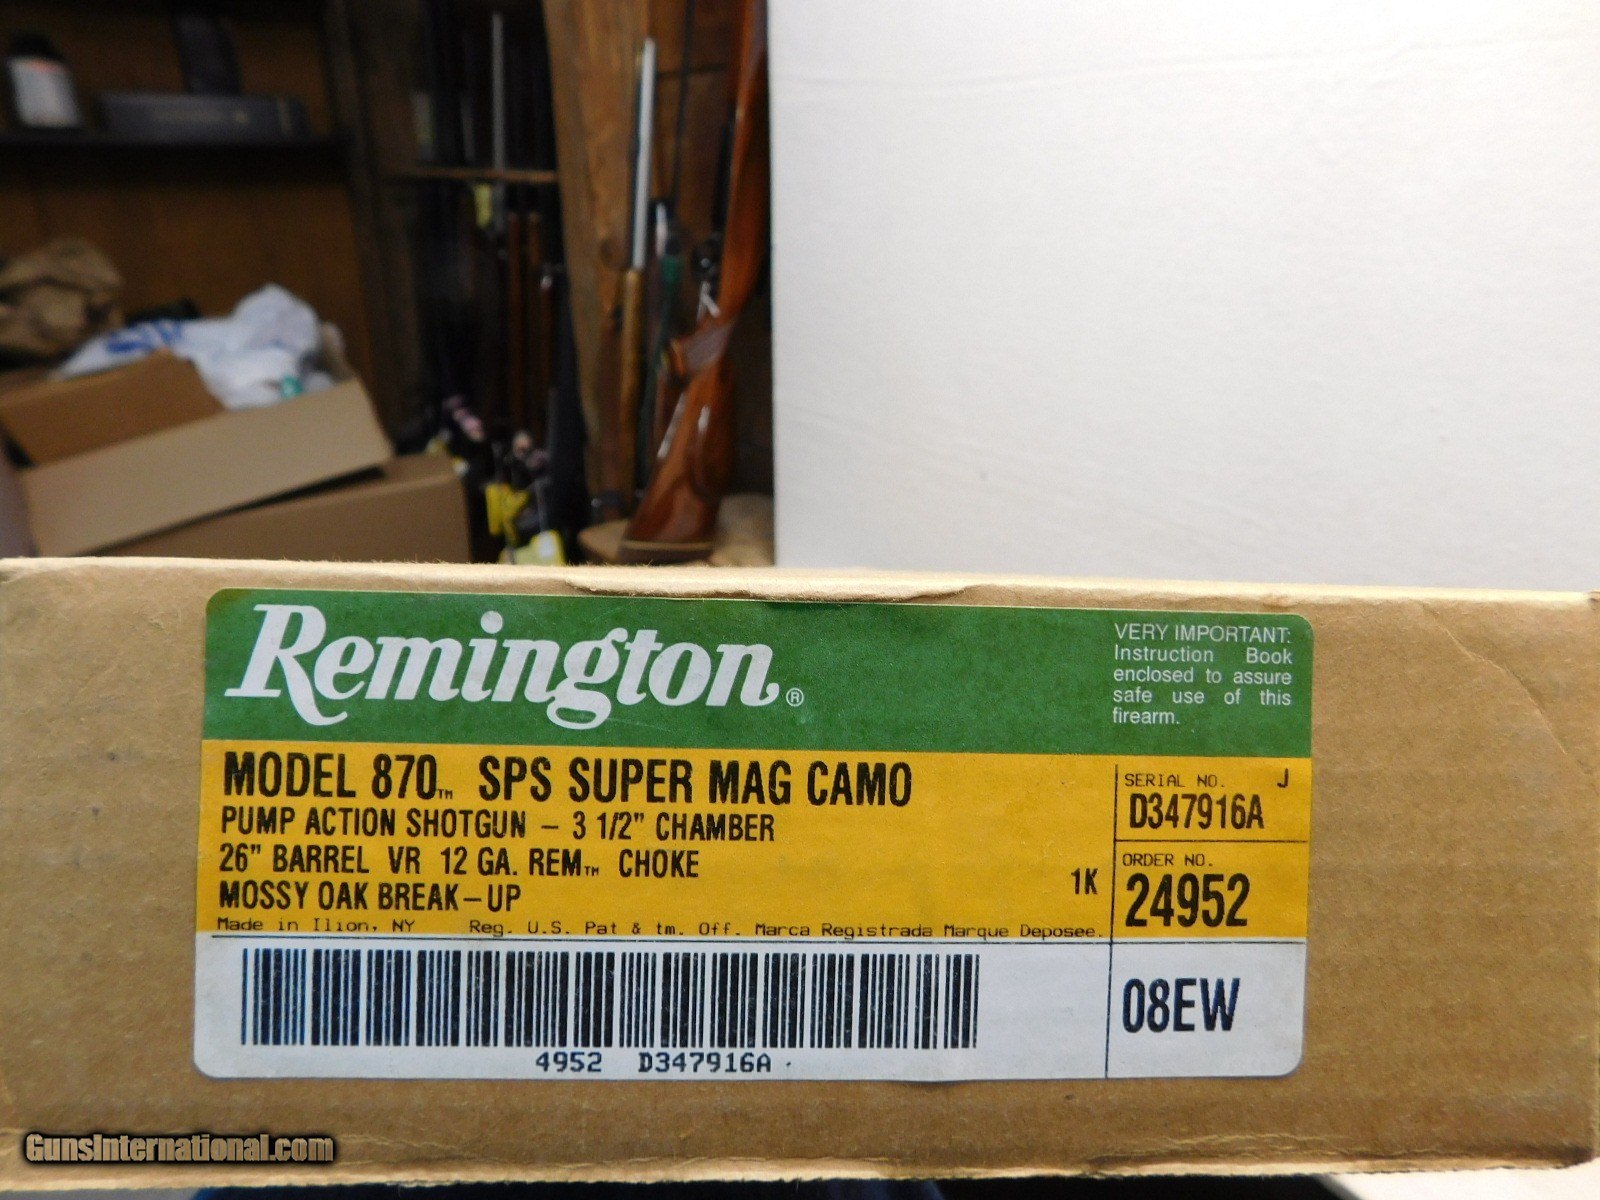 Remington®
VERY IMPORTANT:
Instruction Book
enclosed to assure
safe use of this
firearm.
MODEL 870™ SPS SUPER MAG CAMO
PUMP ACTION SHOTGUN – 3 1/2" CHAMBER
26" BARREL VR 12 GA. REM™ CHOKE
MOSSY OAK BREAK–UP
1K
Made in Ilion, NY Reg. U.S. Pat & tm. Off. Marca Registrada Marque Deposee.
SERIAL NO. J
D347916A
ORDER NO.
24952
08EW
4952 D347916A
GunsInternational.com